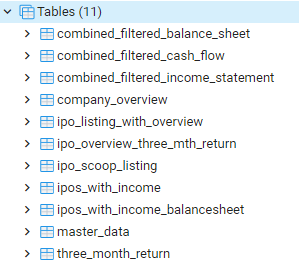 Tables (11)
combined_filtered_balance_sheet
combined_filtered_cash_flow
combined_filtered_income_statement
company_overview
ipo_listing_with_overview
ipo_overview_three_mth_return
ipo_scoop_listing
ipos_with_income
ipos_with_income_balancesheet
master_data
three_month_return